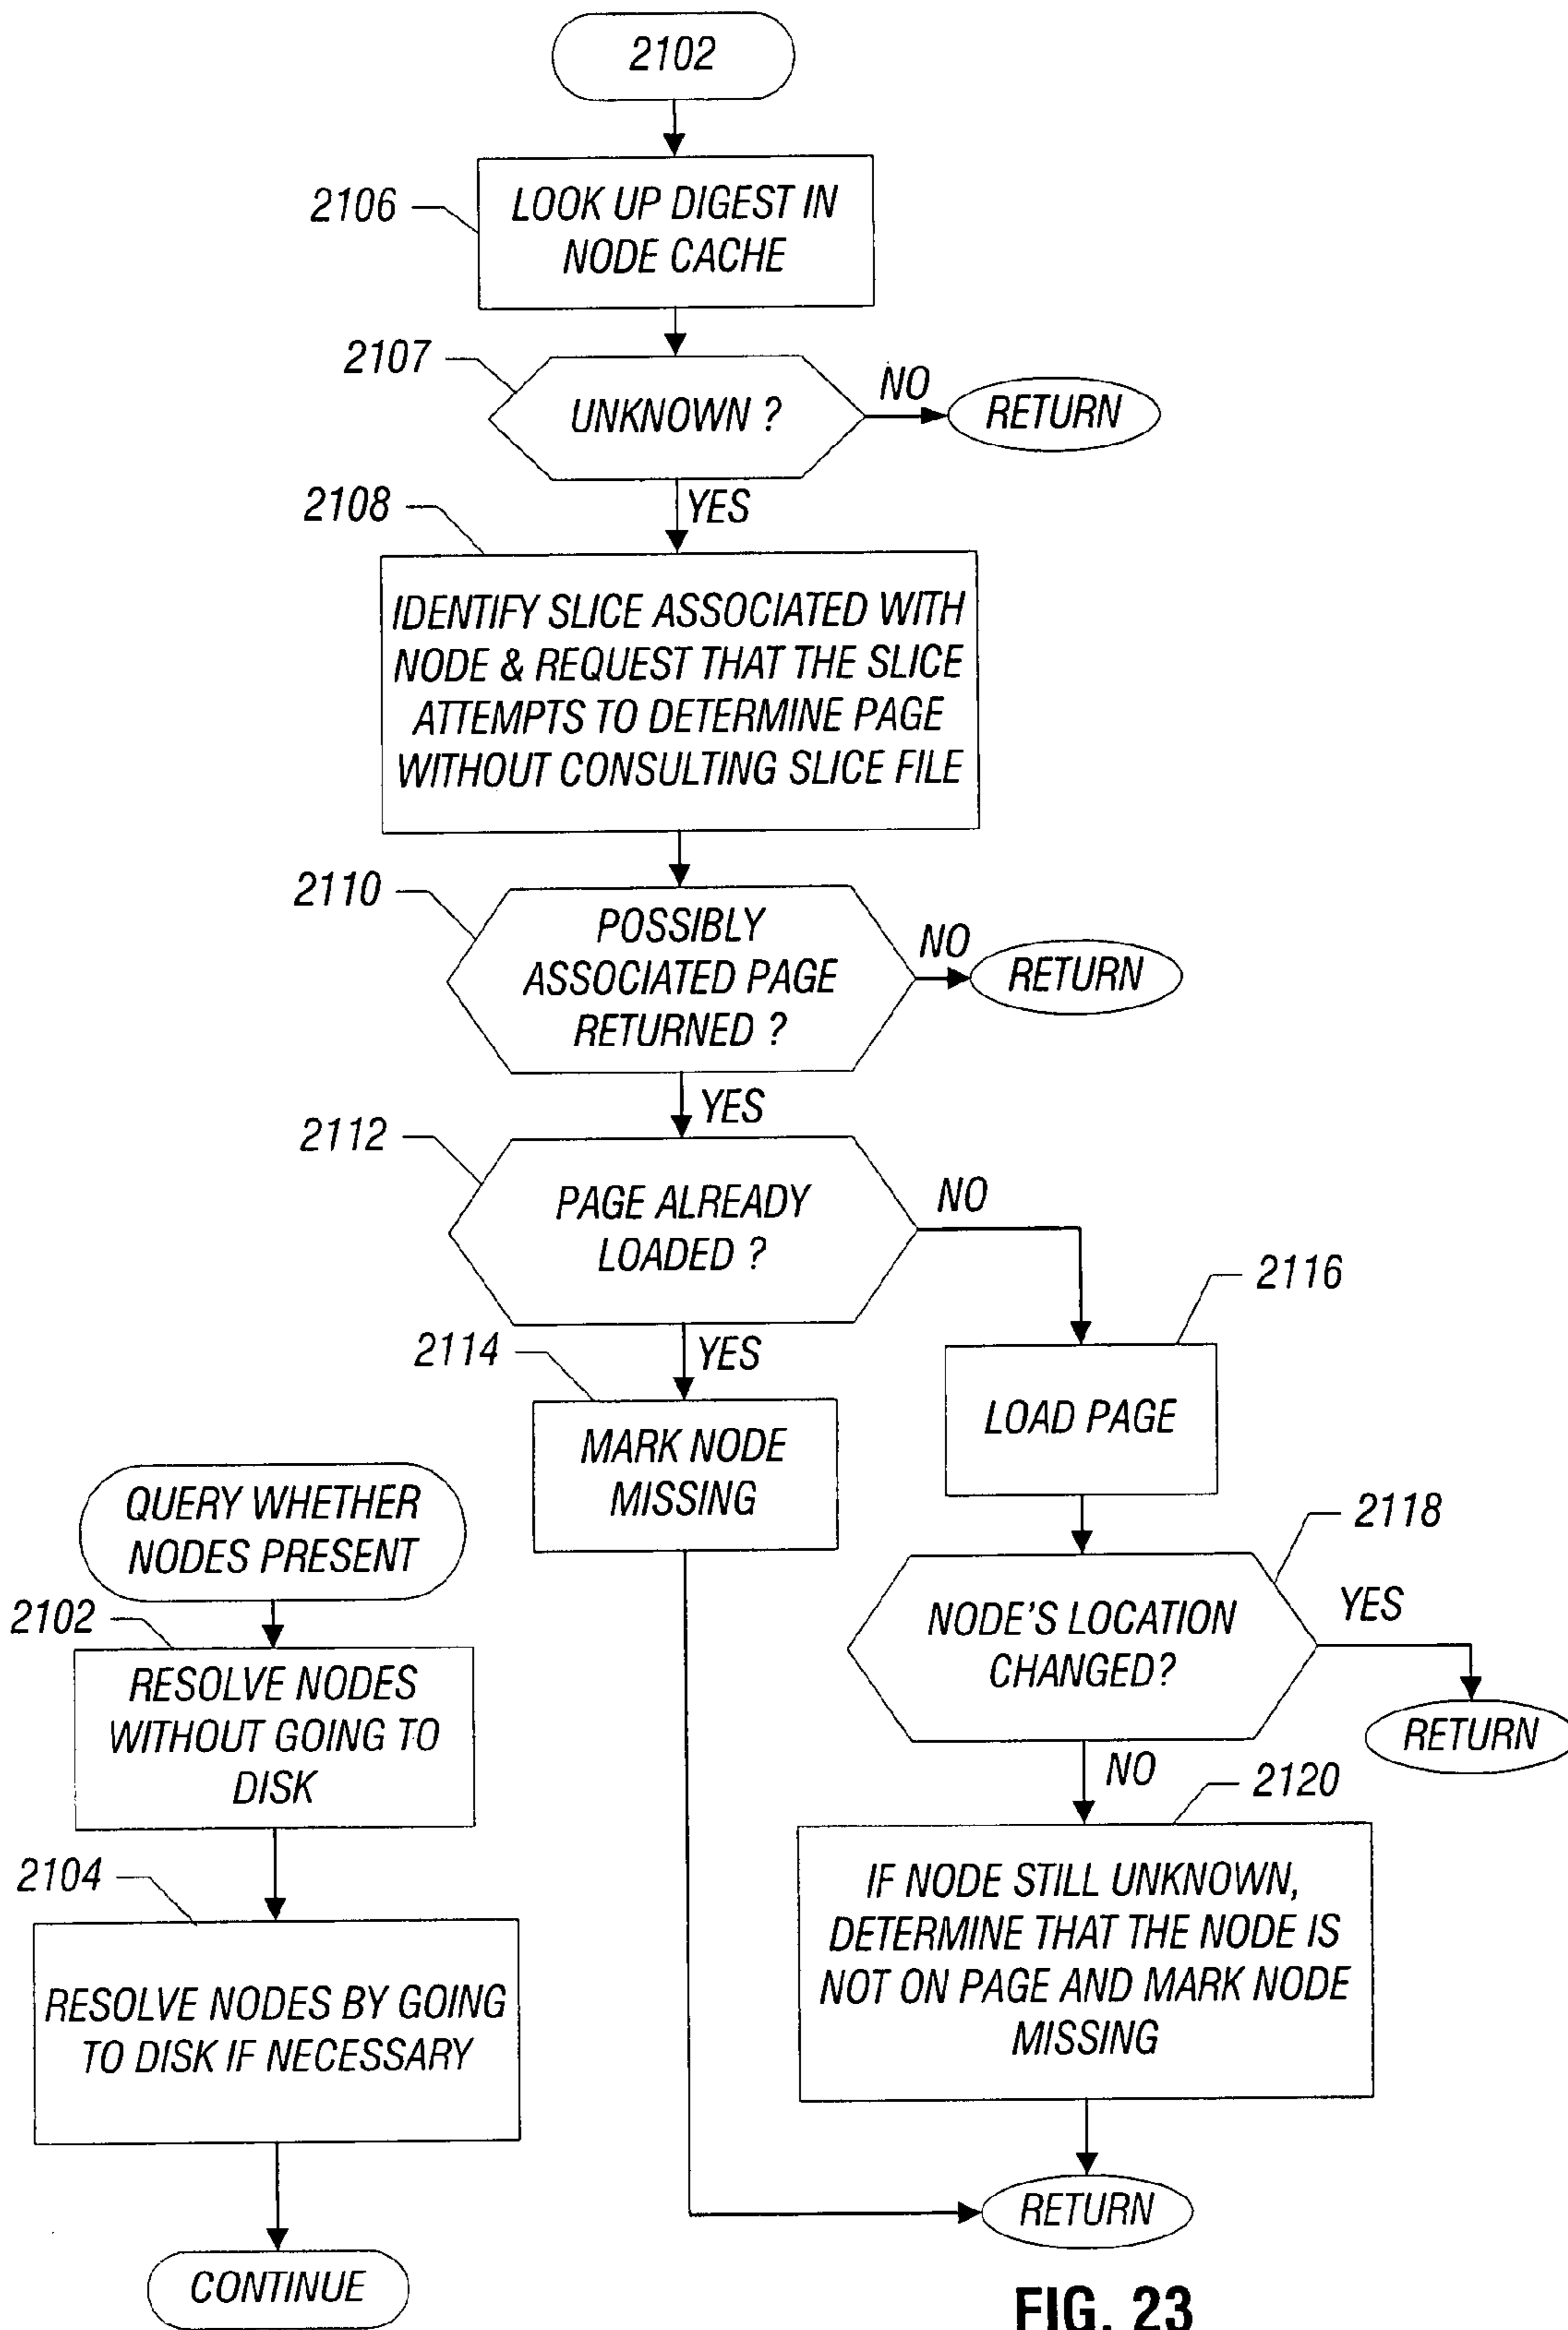 2102
2106
LOOK UP DIGEST IN
NODE CACHE
2107
UNKNOWN ?
NO
RETURN
YES
2108
IDENTIFY SLICE ASSOCIATED WITH
NODE & REQUEST THAT THE SLICE
ATTEMPTS TO DETERMINE PAGE
WITHOUT CONSULTING SLICE FILE
2110
POSSIBLY
ASSOCIATED PAGE
RETURNED ?
NO
RETURN
YES
2112
PAGE ALREADY
LOADED ?
NO
YES
2114
MARK NODE
MISSING
2116
LOAD PAGE
2118
NODE'S LOCATION
CHANGED?
YES
RETURN
NO
2120
IF NODE STILL UNKNOWN,
DETERMINE THAT THE NODE IS
NOT ON PAGE AND MARK NODE
MISSING
RETURN
QUERY WHETHER
NODES PRESENT
2102
RESOLVE NODES
WITHOUT GOING TO
DISK
2104
RESOLVE NODES BY GOING
TO DISK IF NECESSARY
CONTINUE
FIG. 23